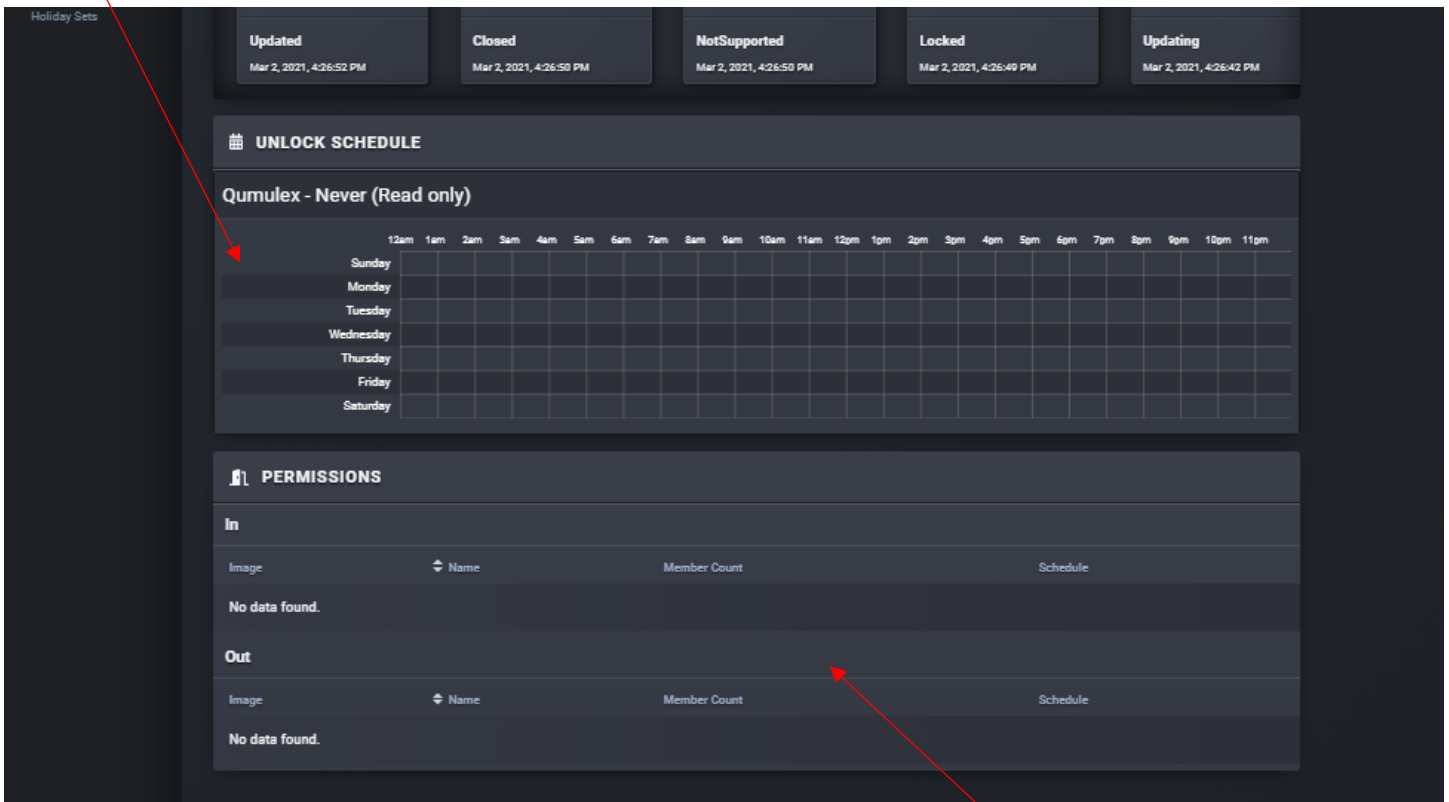 Holiday Sets
Updated Closed NotSupported Locked Updating
Mar 2, 2021, 4:26:52 PM Mar 2, 2021, 4:26:50 PM Mar 2, 2021, 4:26:50 PM Mar 2, 2021, 4:26:49 PM Mar 2, 2021, 4:26:42 PM
UNLOCK SCHEDULE
Qumulex - Never (Read only)
12am 1am 2am 3am 4am 5am 6am 7am 8am 9am 10am 11am 12pm 1pm 2pm 3pm 4pm 5pm 6pm 7pm 8pm 9pm 10pm 11pm
Sunday
Monday
Tuesday
Wednesday
Thursday
Friday
Saturday
PERMISSIONS
In
Image Name Member Count Schedule
No data found.
Out
Image Name Member Count Schedule
No data found.